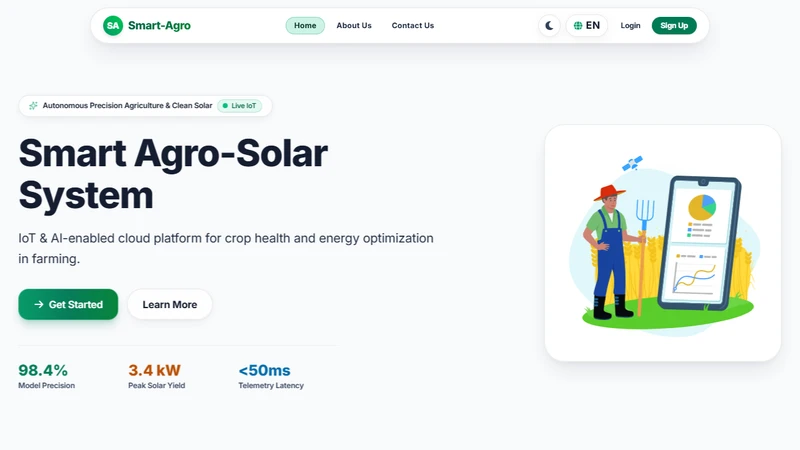 SA Smart-Agro
Home About Us Contact Us
EN Login Sign Up
Autonomous Precision Agriculture & Clean Solar Live IoT
Smart Agro-Solar
System
IoT & AI-enabled cloud platform for crop health and energy optimization
in farming.
Get Started Learn More
98.4% 3.4 kW <50ms
Model Precision Peak Solar Yield Telemetry Latency